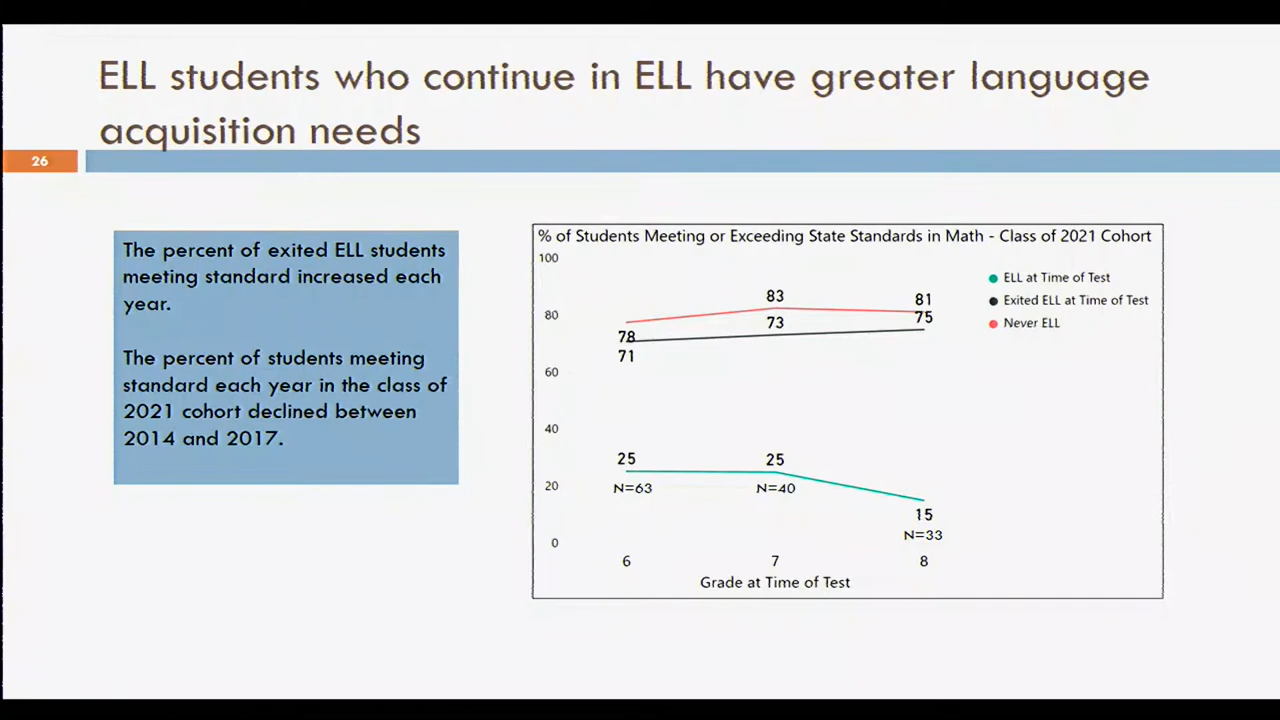 ELL students who continue in ELL have greater language
acquisition needs
26
The percent of exited ELL students
meeting standard increased each
year.
The percent of students meeting
standard each year in the class of
2021 cohort declined between
2014 and 2017.
% of Students Meeting or Exceeding State Standards in Math - Class of 2021 Cohort
100
80
60
40
20
0
ELL at Time of Test
Exited ELL at Time of Test
Never ELL
83
81
78
73
75
71
25
25
15
N=63
N=40
N=33
6
7
8
Grade at Time of Test